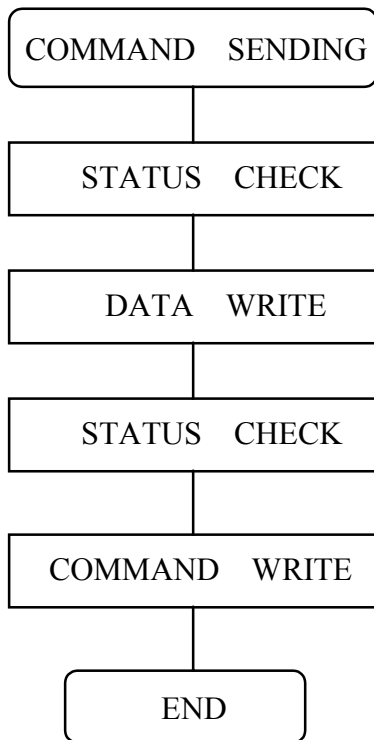 COMMAND SENDING
STATUS CHECK
DATA WRITE
STATUS CHECK
COMMAND WRITE
END